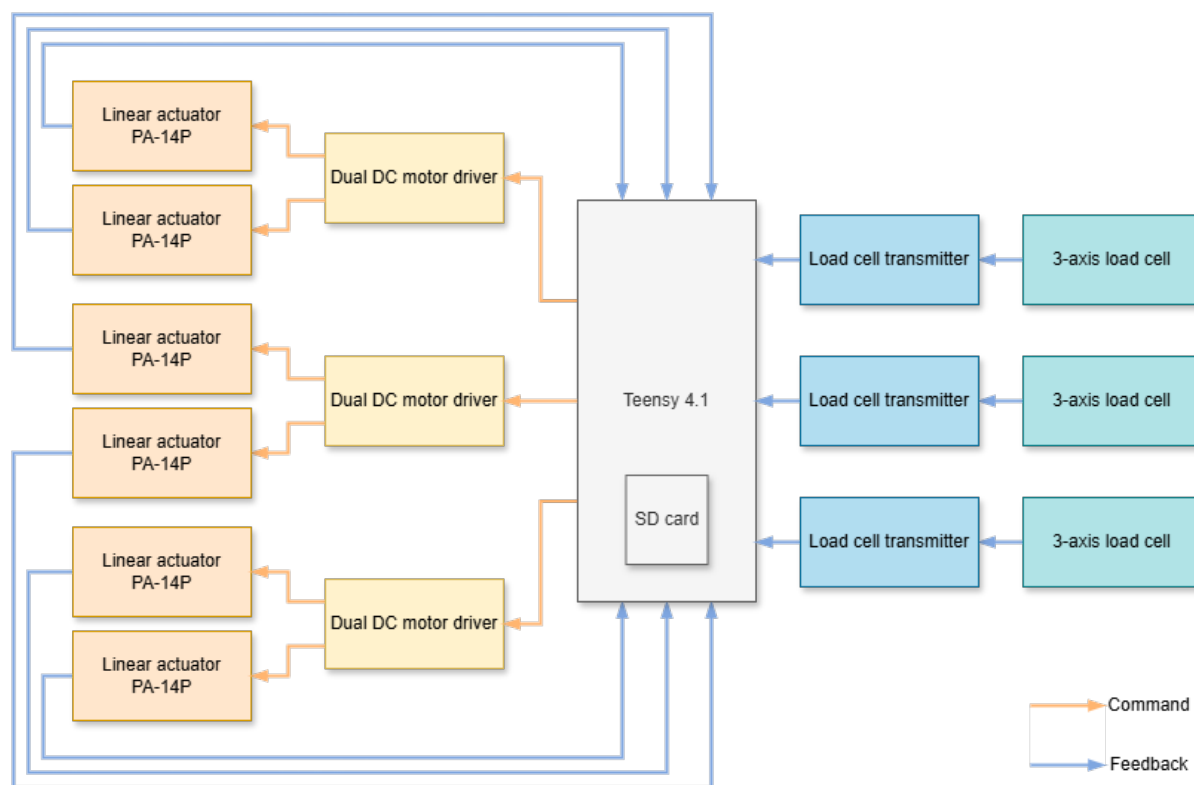 Linear actuator
PA-14P
Dual DC motor driver
Linear actuator
PA-14P
Load cell transmitter
3-axis load cell
Linear actuator
PA-14P
Dual DC motor driver
Teensy 4.1
Load cell transmitter
3-axis load cell
Linear actuator
PA-14P
SD card
Load cell transmitter
3-axis load cell
Linear actuator
PA-14P
Dual DC motor driver
Linear actuator
PA-14P
Command
Feedback